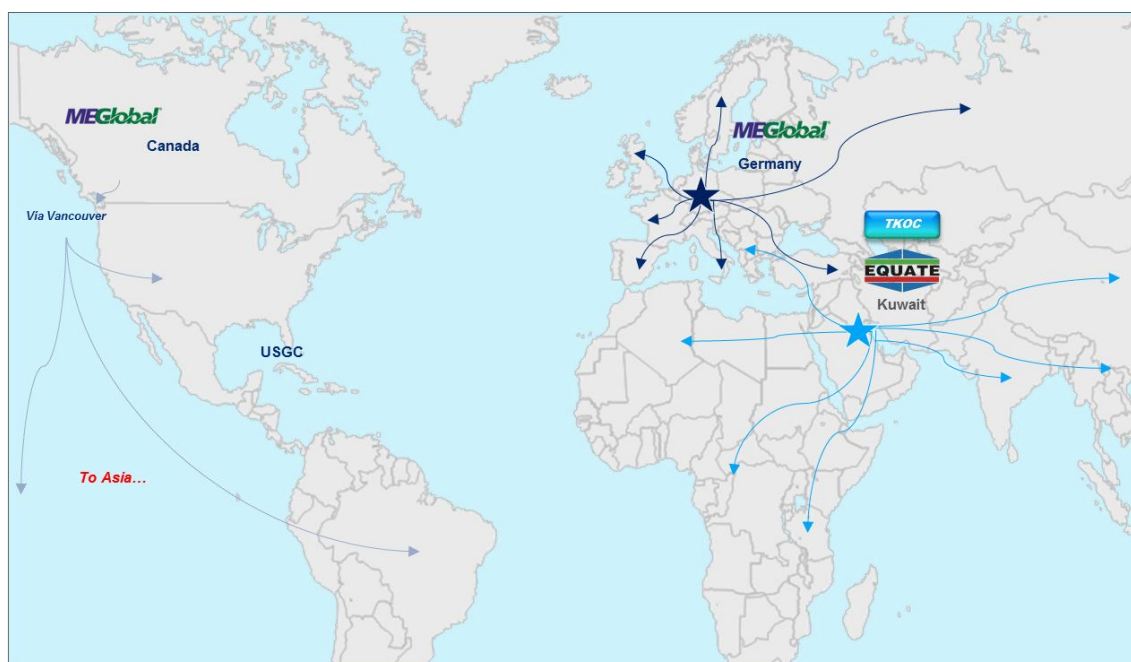 MEGlobal
Canada
Via Vancouver
USGC
To Asia...
MEGlobal
Germany
TKOC
EQUATE
Kuwait